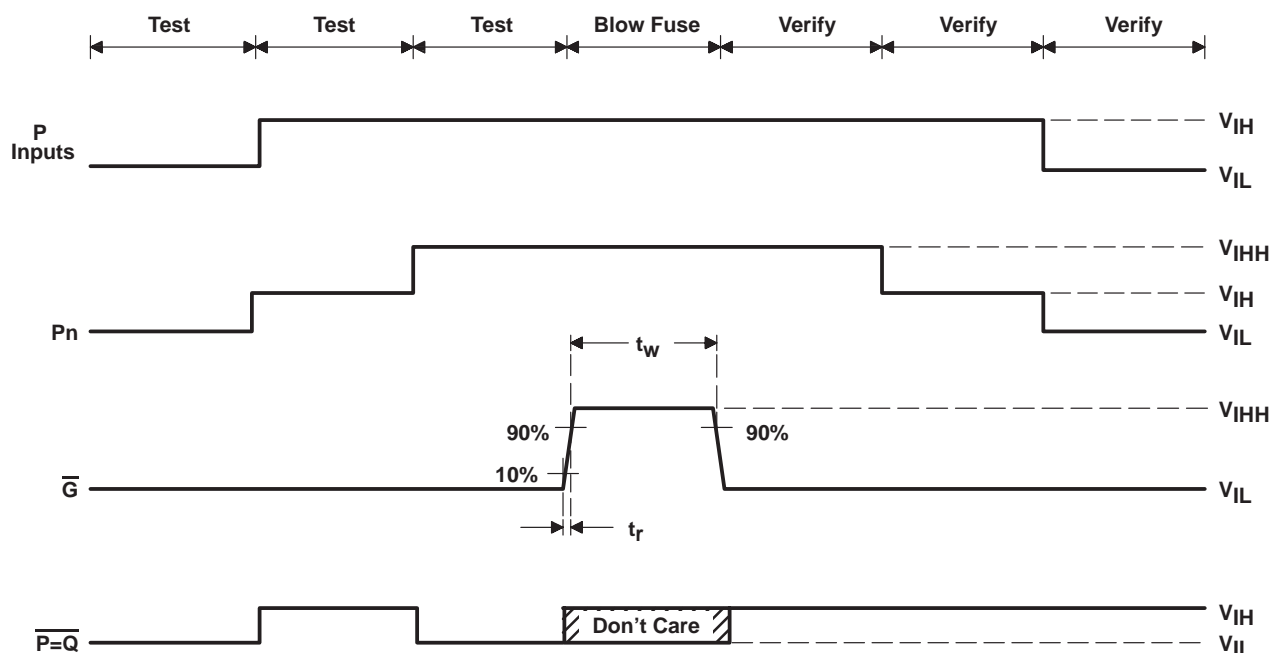 Test Test Test Blow Fuse Verify Verify Verify
P
Inputs
VIH
VIL
VIHH
VIH
Pn
VIL
tw
VIHH
90%
90%
10%
G
VIL
tr
VIH
Don't Care
P=Q
VIL